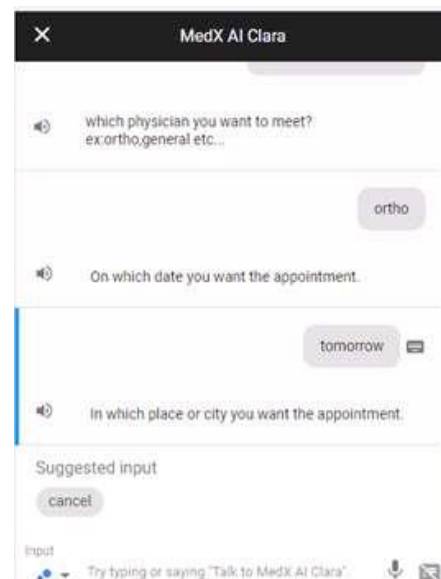 MedX AI Clara
which physician you want to meet?
ex:ortho,general etc...
ortho
On which date you want the appointment.
tomorrow
In which place or city you want the appointment.
Suggested input
cancel
Input
Try typing or saying "Talk to MedX AI Clara".